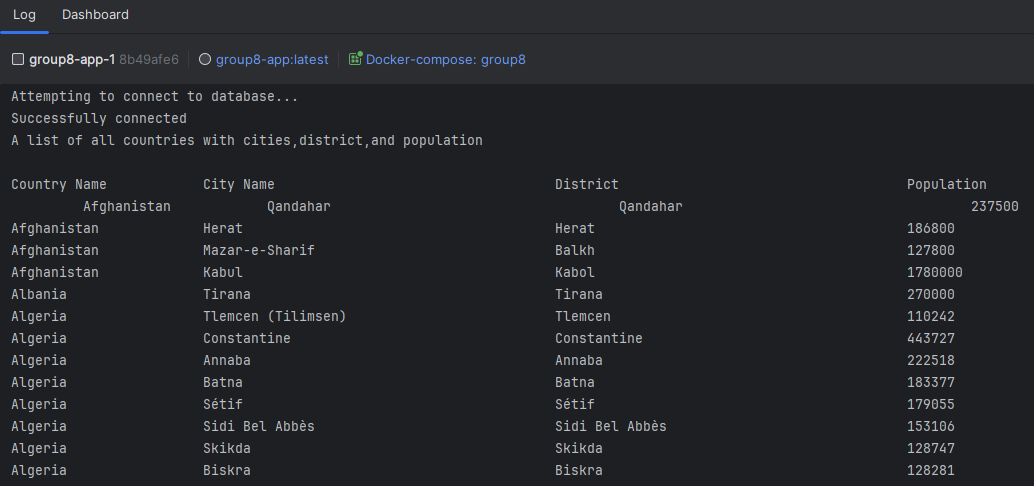 Log Dashboard
group8-app-1 8b49afe6 group8-app:latest Docker-compose: group8
Attempting to connect to database...
Successfully connected
A list of all countries with cities,district,and population
Country Name City Name District Population
Afghanistan Qandahar Qandahar 237500
Afghanistan Herat Herat 186800
Afghanistan Mazar-e-Sharif Balkh 127800
Afghanistan Kabul Kabol 1780000
Albania Tirana Tirana 270000
Algeria Tlemcen (Tilimsen) Tlemcen 110242
Algeria Constantine Constantine 443727
Algeria Annaba Annaba 222518
Algeria Batna Batna 183377
Algeria Sétif Sétif 179055
Algeria Sidi Bel Abbès Sidi Bel Abbès 153106
Algeria Skikda Skikda 128747
Algeria Biskra Biskra 128281